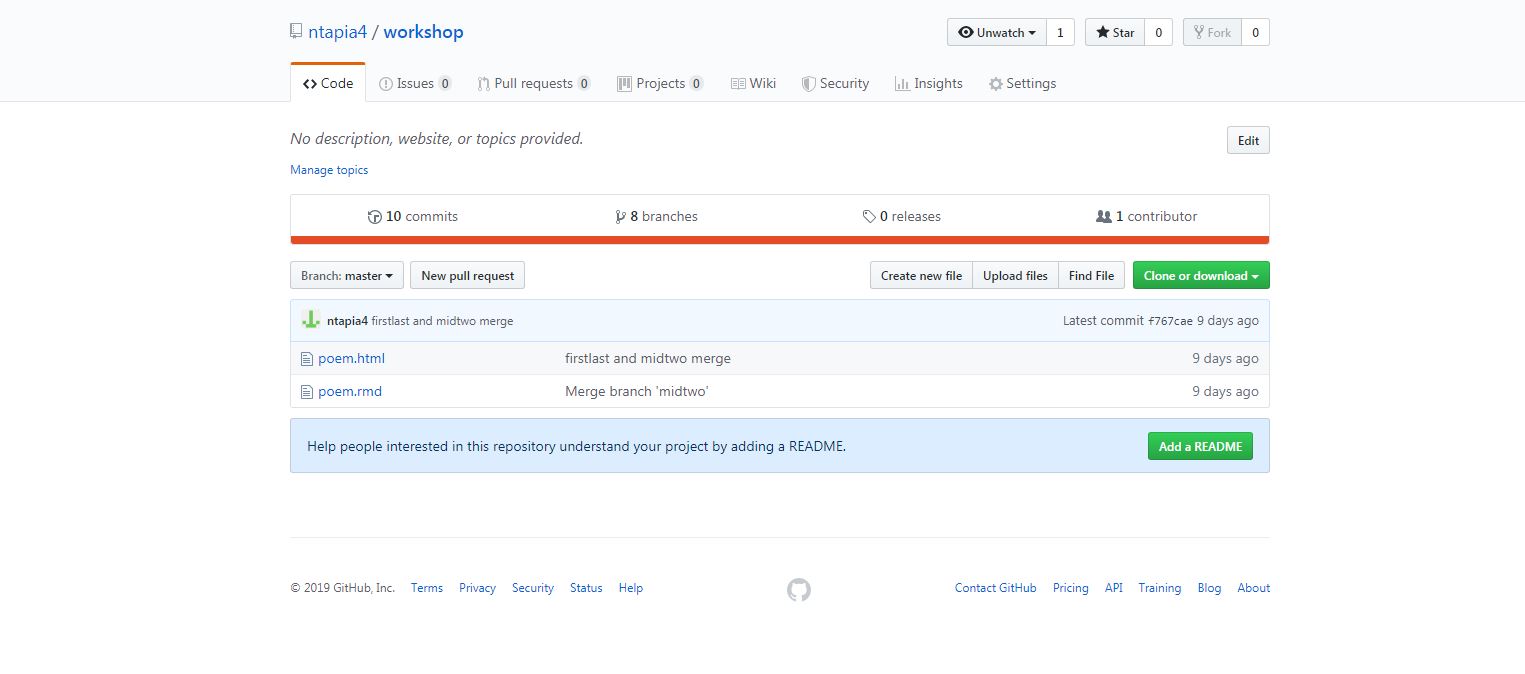 ntapia4 / workshop
Unwatch 1 Star 0 Fork 0
Code Issues 0 Pull requests 0 Projects 0 Wiki Security Insights Settings
No description, website, or topics provided. Edit
Manage topics
10 commits 8 branches 0 releases 1 contributor
Branch: master New pull request Create new file Upload files Find File Clone or download
ntapia4 firstlast and midtwo merge Latest commit f767cae 9 days ago
poem.html firstlast and midtwo merge 9 days ago
poem.rmd Merge branch 'midtwo' 9 days ago
Help people interested in this repository understand your project by adding a README. Add a README
© 2019 GitHub, Inc. Terms Privacy Security Status Help Contact GitHub Pricing API Training Blog About